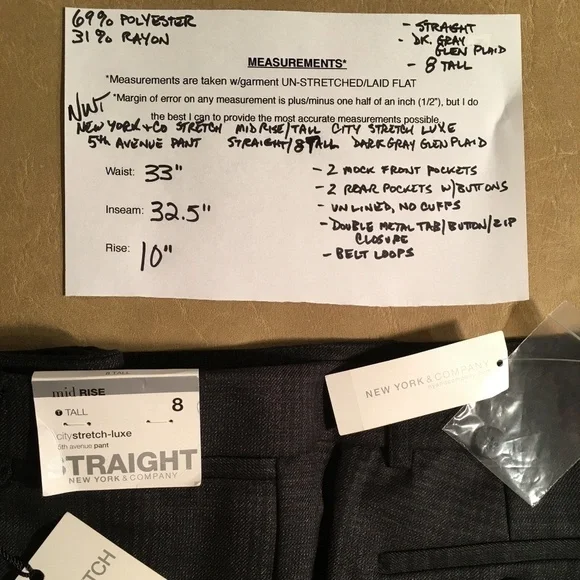 69% POLYESTER
31% RAYON
- STRAIGHT
- DK. GRAY
GLEN PLAID
- 8 TALL
MEASUREMENTS*
*Measurements are taken w/garment UN-STRETCHED/LAID FLAT
*Margin of error on any measurement is plus/minus one half of an inch (1/2"), but I do
the best I can to provide the most accurate measurements possible.
NWT
NEW YORK + CO STRETCH MID RISE/TALL CITY STRETCH LUXE
5th AVENUE PANT STRAIGHT/8 TALL DARK GRAY GLEN PLAID
Waist: 33"
Inseam: 32.5"
Rise: 10"
- 2 MOCK FRONT POCKETS
- 2 REAR POCKETS W/BUTTONS
- UNLINED, NO CUFFS
- DOUBLE METAL TAB/BUTTON/ZIP
CLOSURE
- BELT LOOPS
8 TALL
mid RISE
T TALL
8
citystretch-luxe
5th avenue pant
STRAIGHT
NEW YORK & COMPANY
NEW YORK & COMPANY
TCH